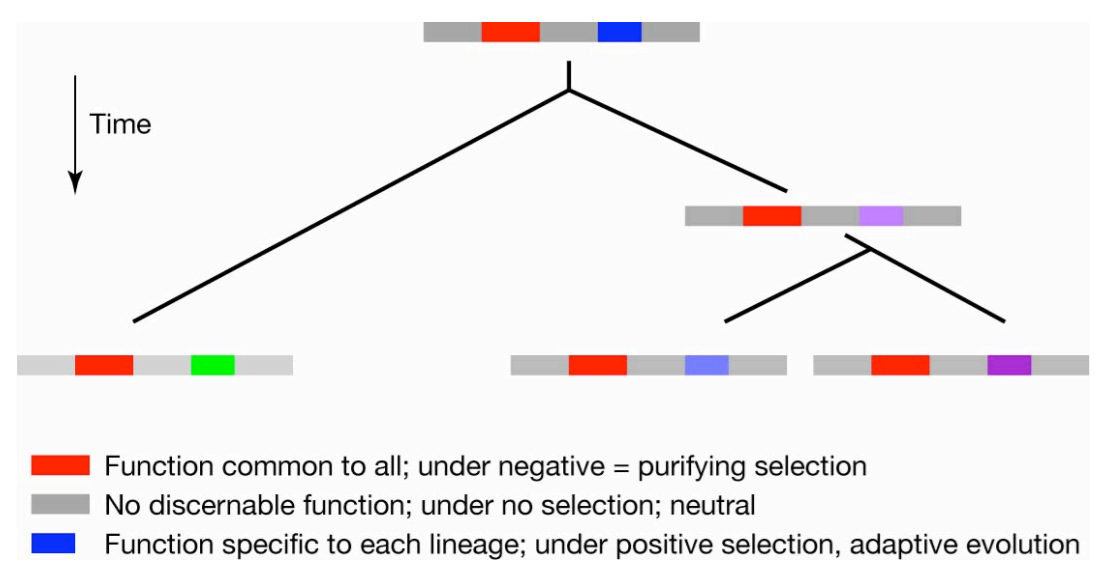 Time
Function common to all; under negative = purifying selection
No discernable function; under no selection; neutral
Function specific to each lineage; under positive selection, adaptive evolution